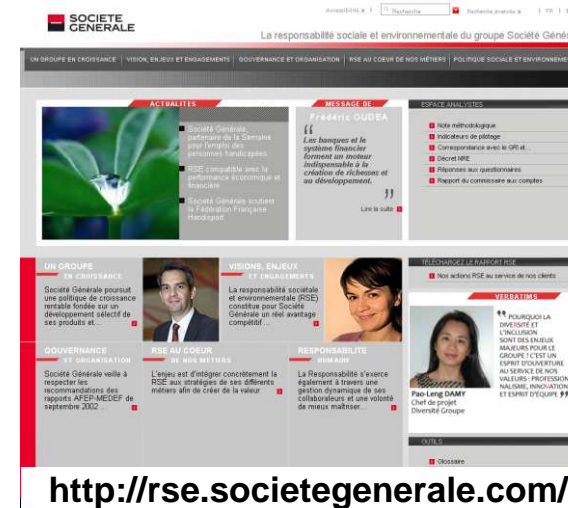 SOCIETE
GENERALE
Accessibilité
Recherche
Recherche avancée
La responsabilité sociale et environnementale du groupe Société Géné
UN GROUPE EN CROISSANCE | VISION, ENJEUX ET ENGAGEMENTS | GOUVERNANCE ET ORGANISATION | RSE AU COEUR DE NOS MÉTIERS | POLITIQUE SOCIALE ET ENVIRONNEME
ACTUALITÉS
Société Générale,
partenaire de la Semaine
pour l'emploi des
personnes handicapées
RSE compatible avec la
performance économique et
financière
Société Générale soutient
la Fédération Française
Handisport
MESSAGE DE
Frédéric OUDEA
“
Les banques et le
système financier
forment un moteur
indispensable à la
création de richesses et
au développement.
”
Lire la suite
ESPACE ANALYSTES
Note méthodologique
Indicateurs de pilotage
Correspondance avec le GRI et...
Décret NRE
Réponses aux questionnaires
Rapport du commissaire aux comptes
UN GROUPE
EN CROISSANCE
Société Générale poursuit
une politique de croissance
rentable fondée sur un
développement sélectif de
ses produits et...
VISIONS, ENJEUX
ET ENGAGEMENTS
La responsabilité sociétale
et environnementale (RSE)
constitue pour Société
Générale un réel avantage
compétitif ...
TÉLÉCHARGEZ LE RAPPORT RSE
Nos actions RSE au service de nos clients
VERBATIMS
“ POURQUOI LA
DIVERSITÉ ET
L'INCLUSION
SONT DES ENJEUX
MAJEURS POUR LE
GROUPE ? C'EST UN
ESPRIT D'OUVERTURE
AU SERVICE DE NOS
VALEURS : PROFESSION
NALISME, INNOVATION
ET ESPRIT D'ÉQUIPE ”
Pao-Leng DAMY
Chef de projet
Diversité Groupe
GOUVERNANCE
ET ORGANISATION
Société Générale veille à
respecter les
recommandations des
rapports AFEP-MEDEF de
septembre 2002 ...
RSE AU COEUR
DE NOS MÉTIERS
L'enjeu est d'intégrer concrètement la
RSE aux stratégies de ses différents
métiers afin de créer de la valeur
RESPONSABILITE
HUMAINE
La Responsabilité s'exerce
également à travers une
gestion dynamique de ses
collaborateurs et une volonté
de mieux maîtriser...
OUTILS
Glossaire
http://rse.societegenerale.com/